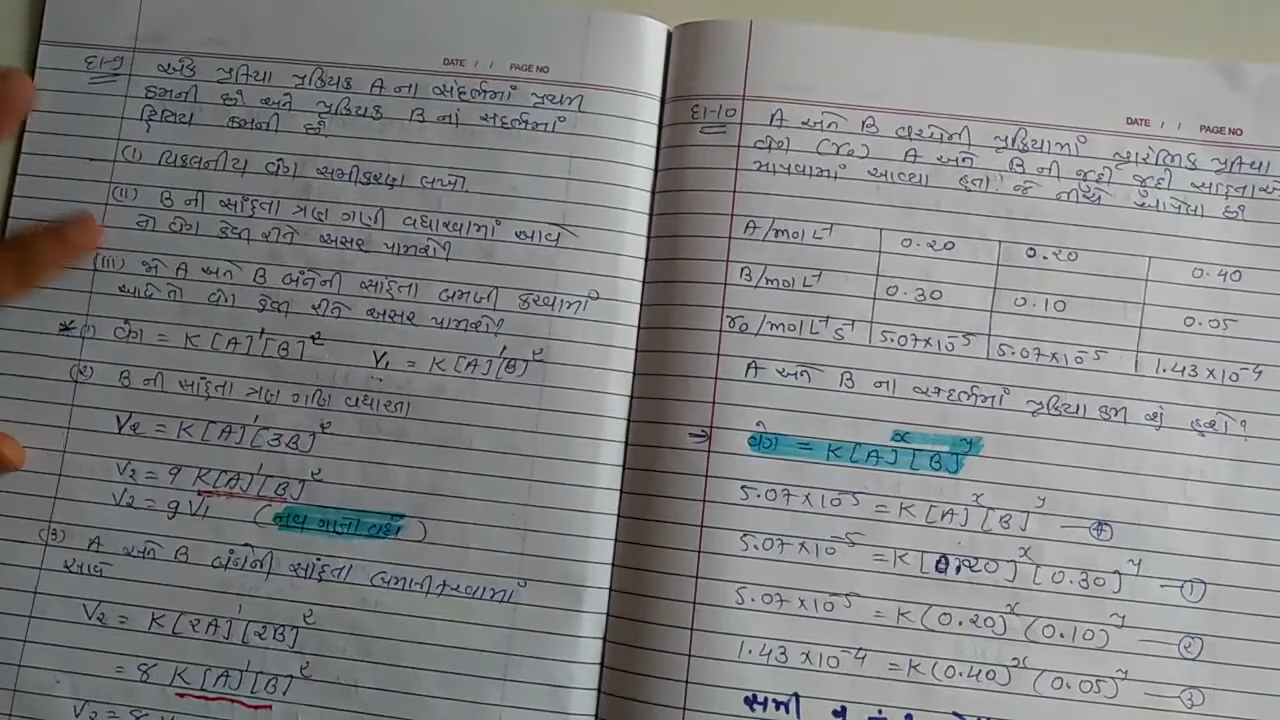 DATE / / PAGE NO
દા-૯ એક પ્રક્રિયા પ્રક્રિયક A ના સંદર્ભમાં પ્રથમ
ક્રમની છે અને પ્રક્રિયક B નાં સંદર્ભમાં
દ્વિતિય ક્રમની છે
(i) વિકલનીય વેગ સમીકરણ લખો.
(ii) B ની સાંદ્રતા ત્રણ ગણી વધારવામાં આવે
તો વેગ કેવી રીતે અસર પામશે?
(iii) જો A અને B બંનેની સાંદ્રતા બમણી કરવામાં
આવે તો વેગ કેવી રીતે અસર પામશે?
*(૧) વેગ = K[A]¹[B]² V₁ = K[A]¹[B]²
(૨) B ની સાંદ્રતા ત્રણ ગણી વધારતા
V₂ = K[A]¹[3B]²
V₂ = 9 K[A]¹[B]²
V₂ = 9V₁ (નવ ગણો વધે)
(૩) A અને B બંનેની સાંદ્રતા બમણી કરવામાં
આવે
V₂ = K[2A]¹[2B]²
= 8 K[A]¹[B]²
DATE / / PAGE NO
દા-10 A અને B વચ્ચેની પ્રક્રિયામાં પ્રારંભિક પ્રક્રિયા
વેગ (r₀) A અને B ની જુદી જુદી સાંદ્રતાએ
માપવામાં આવ્યા હતા. જે નીચે આપેલા છે
A/mol L⁻¹ 0.20 0.20 0.40
B/mol L⁻¹ 0.30 0.10 0.05
r₀/mol L⁻¹ S⁻¹ 5.07×10⁻⁵ 5.07×10⁻⁵ 1.43×10⁻⁴
A અને B ના સંદર્ભમાં પ્રક્રિયા ક્રમ શું હશે?
⇒ વેગ = K[A]ˣ[B]ʸ
5.07×10⁻⁵ = K[A]ˣ[B]ʸ
5.07×10⁻⁵ = K[0.20]ˣ[0.30]ʸ —①
5.07×10⁻⁵ = K(0.20)ˣ(0.10)ʸ —②
1.43×10⁻⁴ = K(0.40)ˣ(0.05)ʸ —③